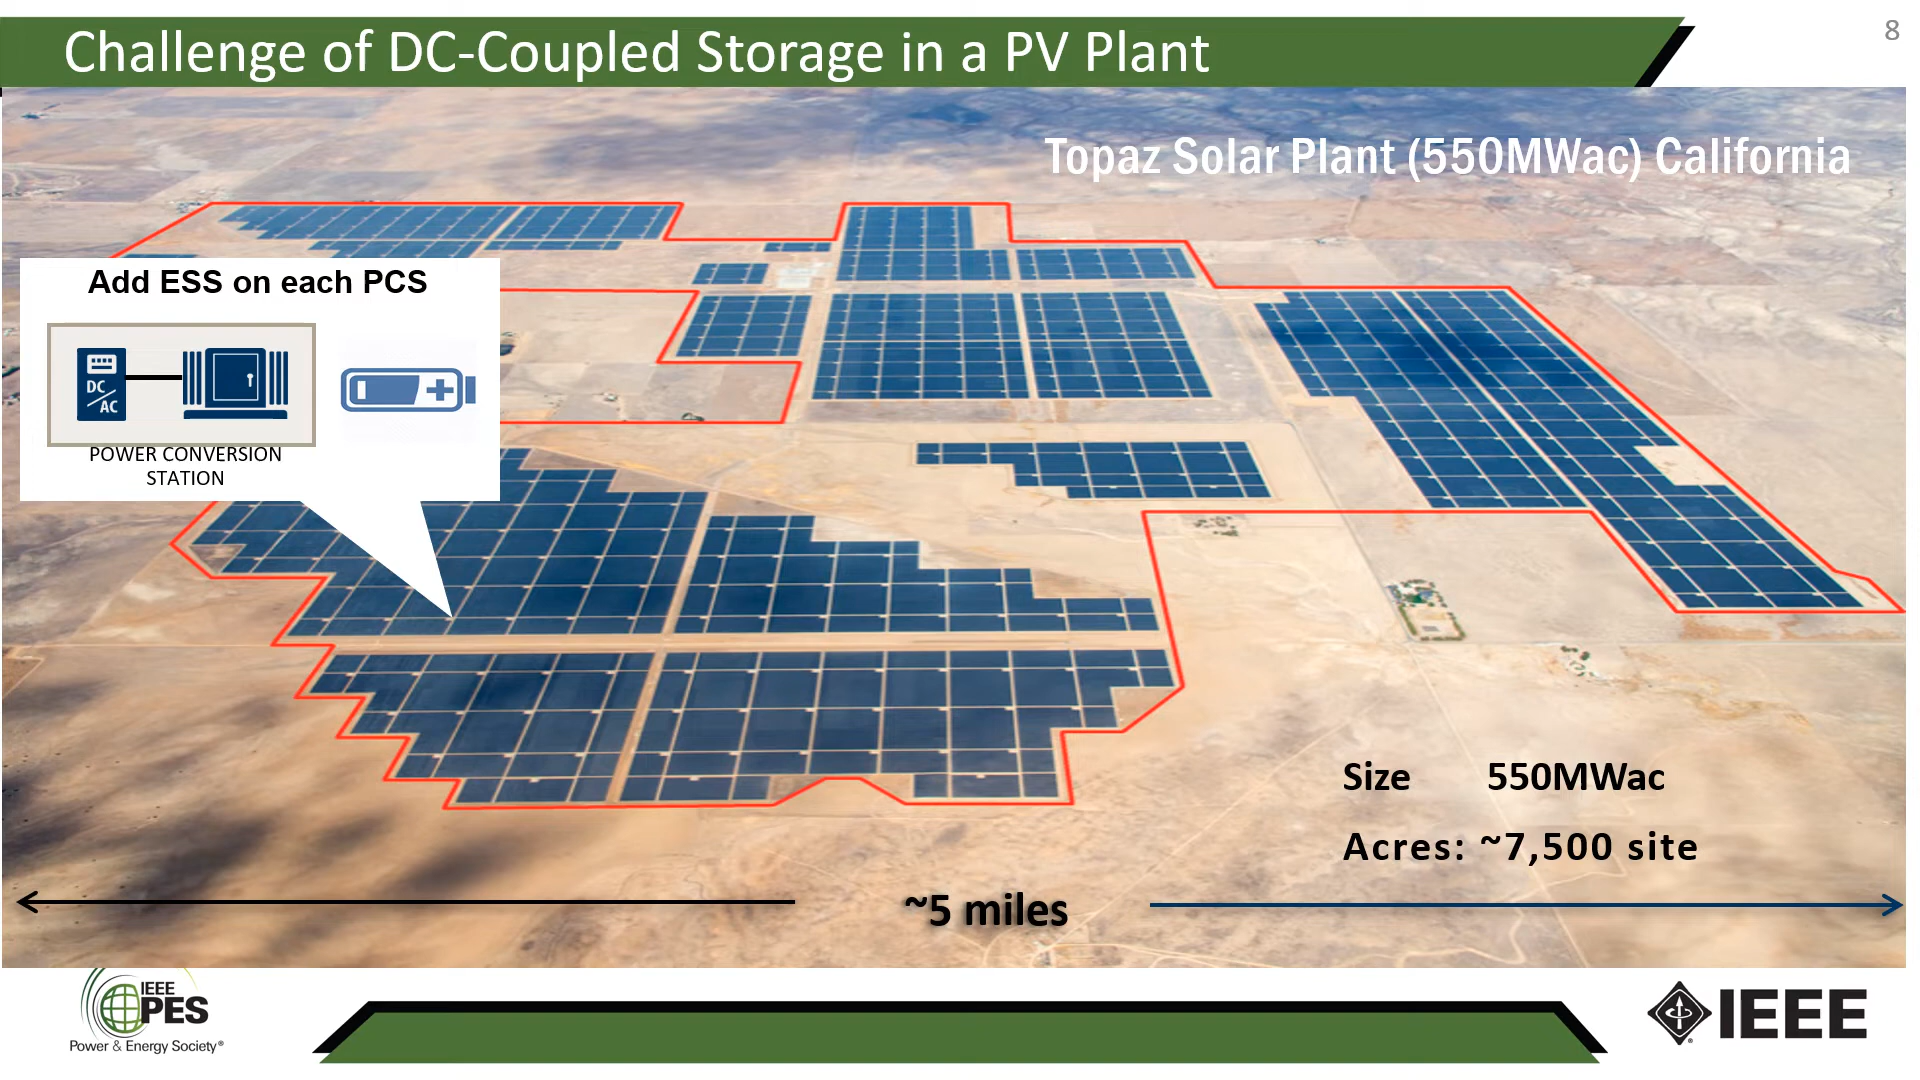 8
Challenge of DC-Coupled Storage in a PV Plant
Topaz Solar Plant (550MWac) California
Add ESS on each PCS
DC
AC
POWER CONVERSION
STATION
Size 550MWac
Acres: ~7,500 site
~5 miles
IEEE
PES
Power & Energy Society®
IEEE